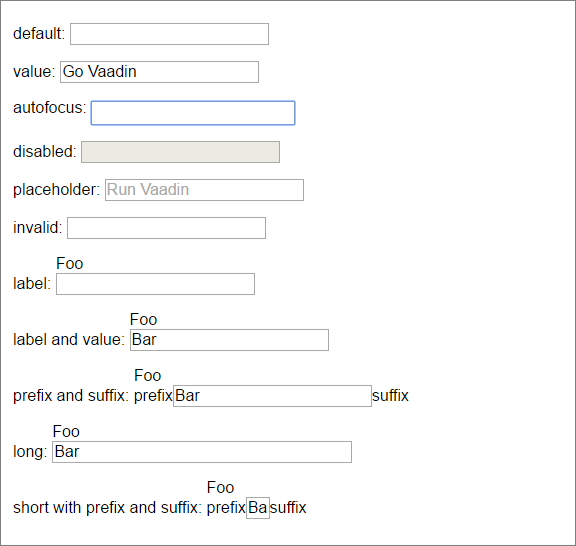 default:
value: Go Vaadin
autofocus:
disabled:
placeholder: Run Vaadin
invalid:
Foo
label:
Foo
label and value: Bar
Foo
prefix and suffix: prefix Bar suffix
Foo
long: Bar
Foo
short with prefix and suffix: prefix Ba suffix